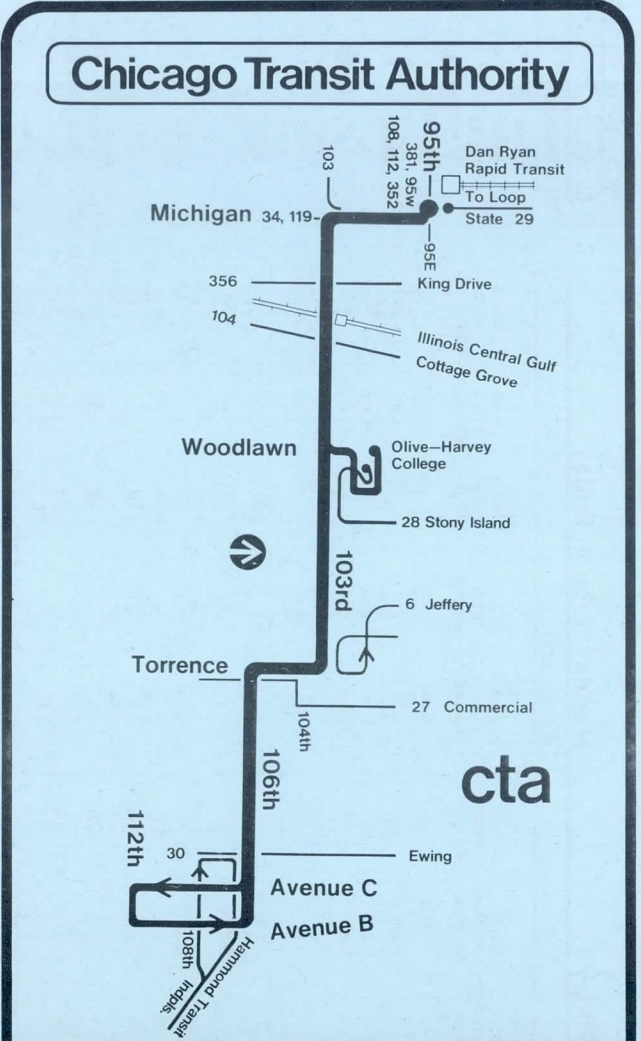 Chicago Transit Authority
103
108, 112, 352
381, 95w
95th
Dan Ryan
Rapid Transit
To Loop
State 29
Michigan 34, 119
95E
356
King Drive
104
Illinois Central Gulf
Cottage Grove
Woodlawn
Olive–Harvey
College
28 Stony Island
103rd
6 Jeffery
Torrence
27 Commercial
104th
106th
cta
112th
30
Ewing
Avenue C
Avenue B
108th
Indpls.
Hammond Transit